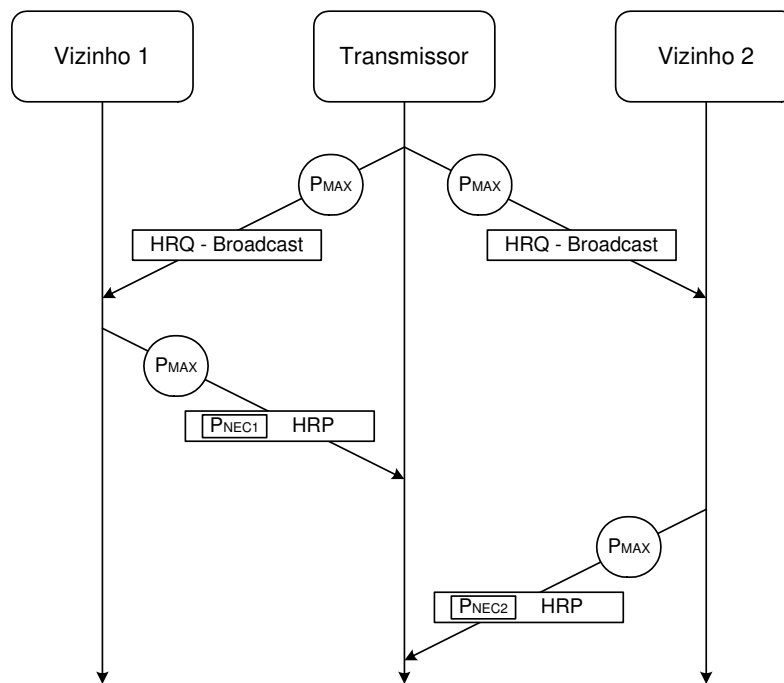 Vizinho 1
Transmissor
Vizinho 2
PMAX
PMAX
HRQ - Broadcast
HRQ - Broadcast
PMAX
PNEC1 HRP
PMAX
PNEC2 HRP